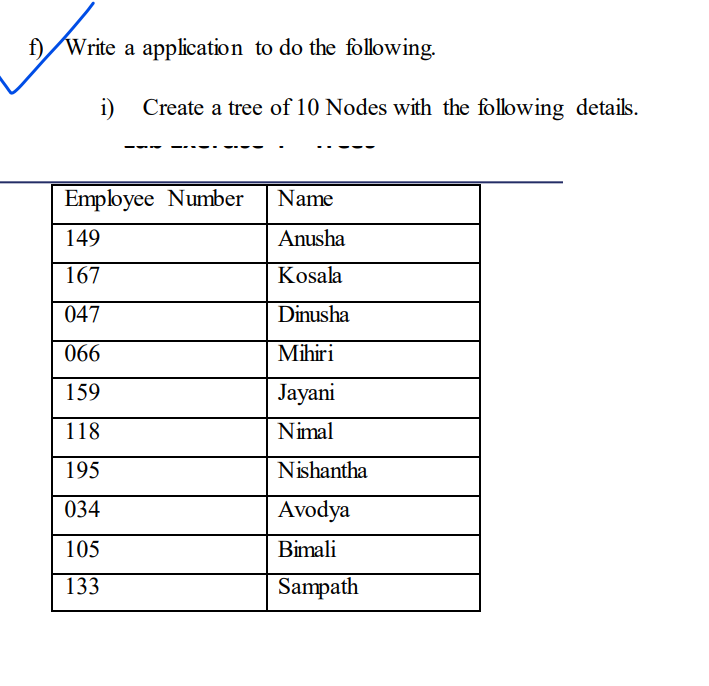 f) Write a application to do the following.
i) Create a tree of 10 Nodes with the following details.
Employee Number Name
149 Anusha
167 Kosala
047 Dinusha
066 Mihiri
159 Jayani
118 Nimal
195 Nishantha
034 Avodya
105 Bimali
133 Sampath